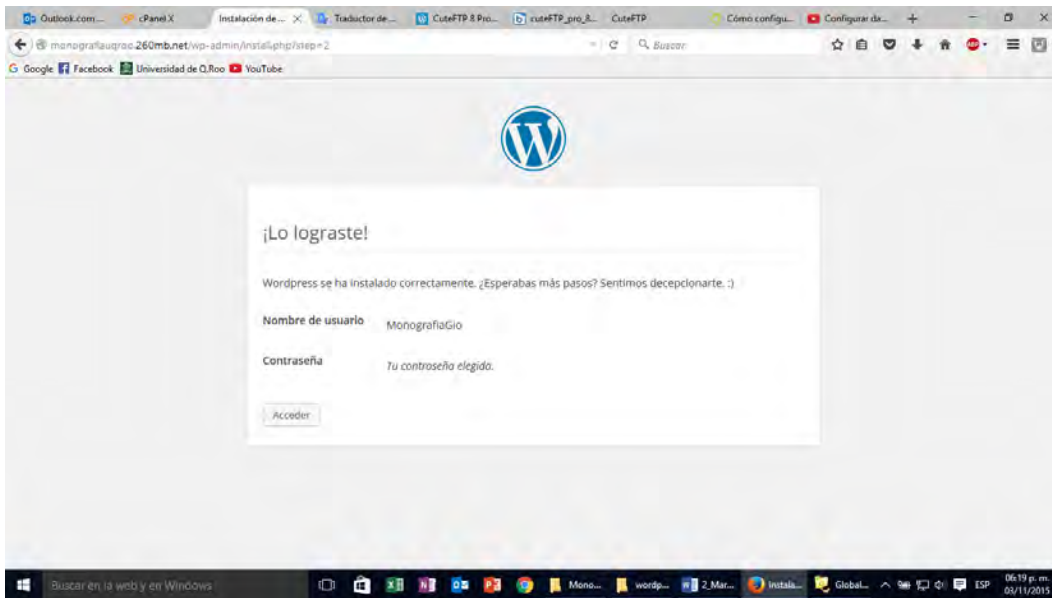 Outlook.com ...
cPanel X
Instalación de ...
Traductor de ...
CuteFTP 8 Pro...
cuteFTP_pro_8...
CuteFTP
Cómo configu...
Configurar da...
monografiauqroo.260mb.net/wp-admin/install.php?step=2
Buscar
Google Facebook Universidad de Q.Roo YouTube
¡Lo lograste!
Wordpress se ha instalado correctamente. ¿Esperabas más pasos? Sentimos decepcionarte. :)
Nombre de usuario MonografiaGio
Contraseña Tu contraseña elegida.
Acceder
Buscar en la web y en Windows
Mono...
wordp...
2_Mar...
Instala...
Global...
ESP
06:19 p. m.
03/11/2015